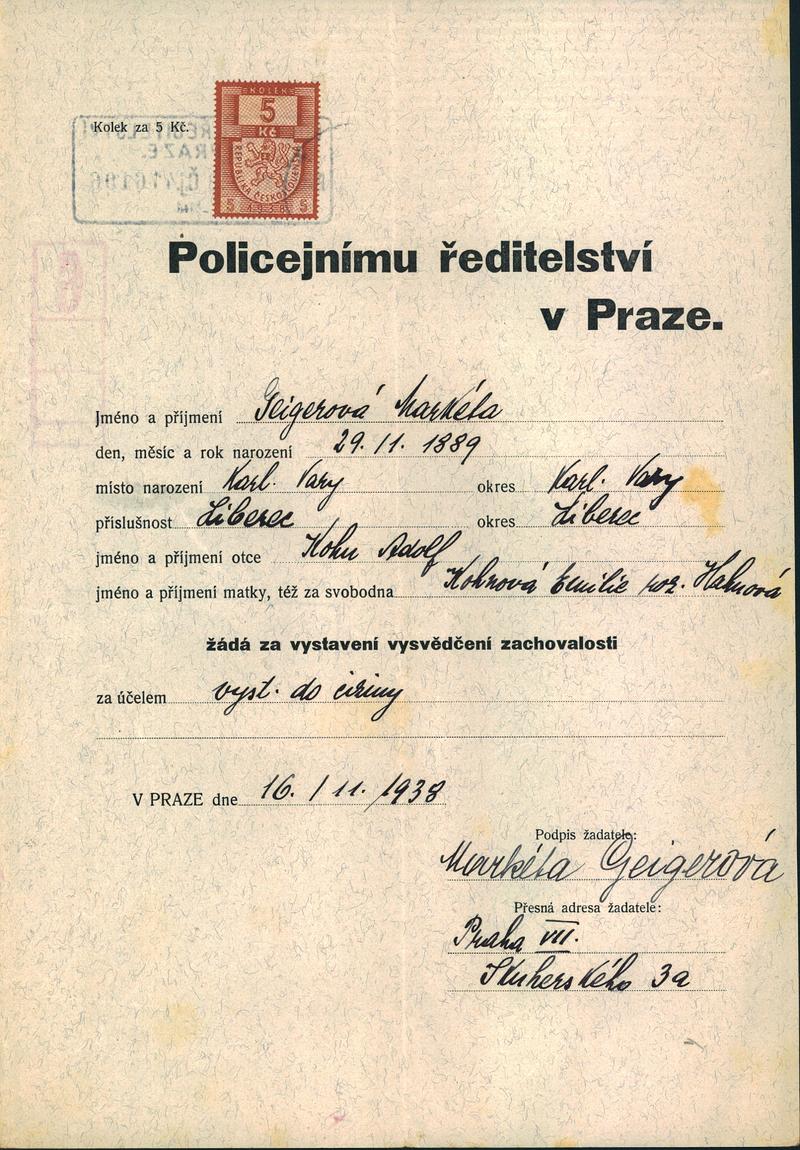 Kolek za 5 Kč.
KOLEK
5
Kč
REPUBLIKA ČESKOSLOVENSKÁ
5 5
Policejnímu ředitelství
v Praze.
Jméno a příjmení Geigerová Markéta
den, měsíc a rok narození 29. 11. 1889
místo narození Karl. Vary okres Karl. Vary
příslušnost Liberec okres Liberec
jméno a příjmení otce Kohn Adolf
jméno a příjmení matky, též za svobodna Kohnová Emilie roz. Hahnová
žádá za vystavení vysvědčení zachovalosti
za účelem vyst. do ciziny
V PRAZE dne 16. / 11. /1938
Podpis žadatele:
Markéta Geigerová
Přesná adresa žadatele:
Praha VII.
Skuherského 3a